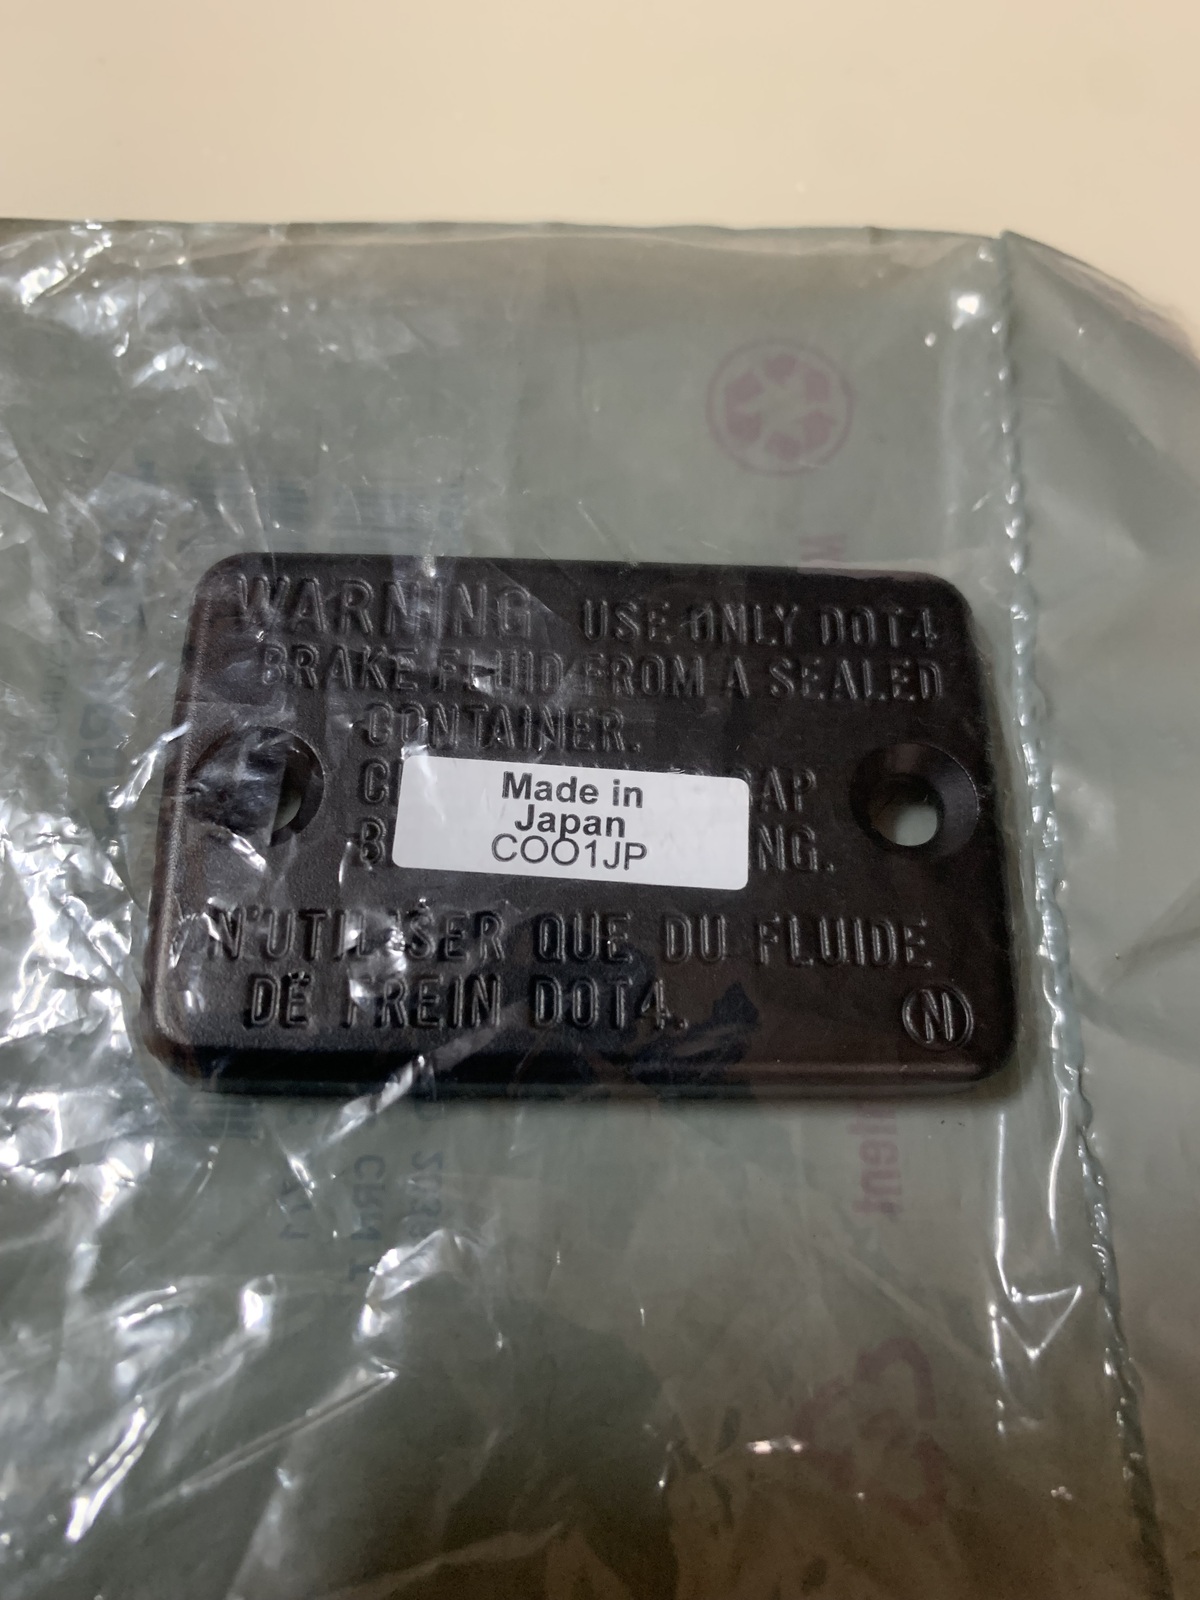 WARNING USE ONLY DOT4
BRAKE FLUID FROM A SEALED
CONTAINER.
Made in
Japan
COO1JP
N'UTILISER QUE DU FLUIDE
DE FREIN DOT4.
N